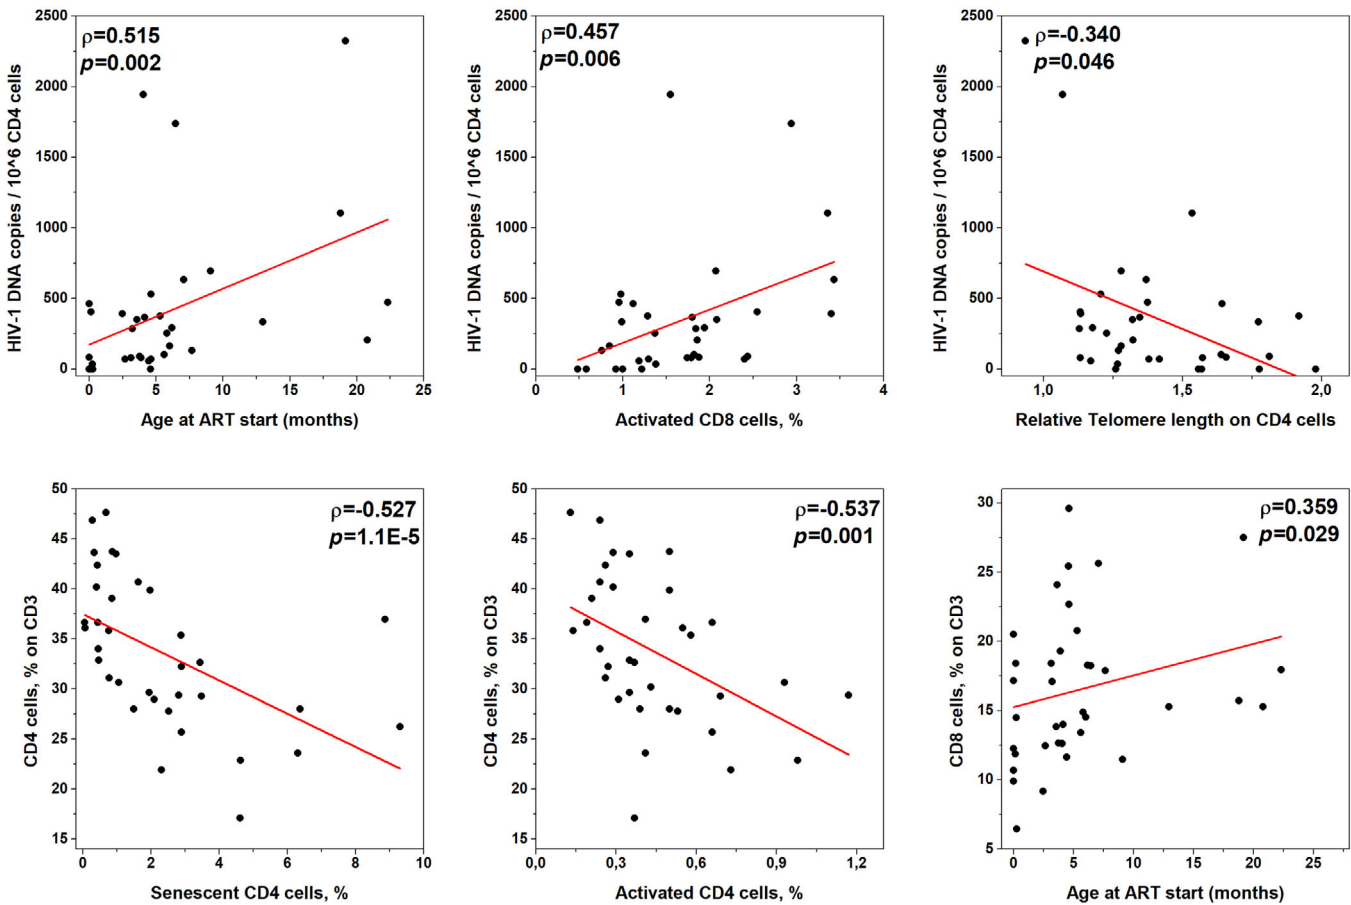 ρ=0.515
p=0.002
HIV-1 DNA copies / 10^6 CD4 cells
2500
2000
1500
1000
500
0
0 5 10 15 20 25
Age at ART start (months)
ρ=0.457
p=0.006
HIV-1 DNA copies / 10^6 CD4 cells
2500
2000
1500
1000
500
0
0 1 2 3 4
Activated CD8 cells, %
ρ=-0.340
p=0.046
HIV-1 DNA copies / 10^6 CD4 cells
2500
2000
1500
1000
500
0
1,0 1,5 2,0
Relative Telomere length on CD4 cells
ρ=-0.527
p=1.1E-5
CD4 cells, % on CD3
50
45
40
35
30
25
20
15
0 2 4 6 8 10
Senescent CD4 cells, %
ρ=-0.537
p=0.001
CD4 cells, % on CD3
50
45
40
35
30
25
20
15
0,0 0,3 0,6 0,9 1,2
Activated CD4 cells, %
ρ=0.359
p=0.029
CD8 cells, % on CD3
30
25
20
15
10
5
0 5 10 15 20 25
Age at ART start (months)